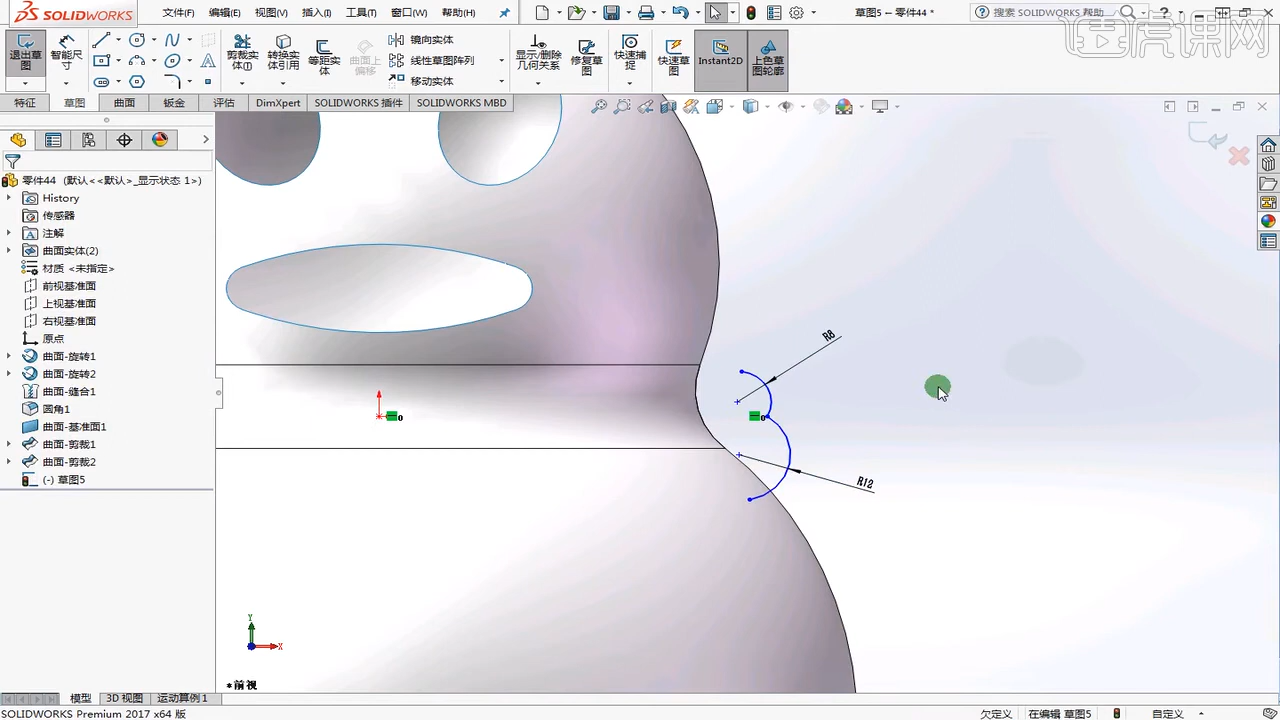 SOLIDWORKS 文件(F) 编辑(E) 视图(V) 插入(I) 工具(T) 窗口(W) 帮助(H) 草图5 - 零件44 * 搜索 SOLIDWORKS 帮助
虎课网
退出草图 智能尺寸 剪裁实体(T) 转换实体引用 等距实体 曲面上偏移 镜向实体 线性草图阵列 移动实体 显示/删除几何关系 修复草图 快速捕捉 快速草图 Instant2D 上色草图轮廓
特征 草图 曲面 钣金 评估 DimXpert SOLIDWORKS 插件 SOLIDWORKS MBD
零件44 (默认<<默认>_显示状态 1>)
History
传感器
注解
曲面实体(2)
材质 <未指定>
前视基准面
上视基准面
右视基准面
原点
曲面-旋转1
曲面-旋转2
曲面-缝合1
圆角1
曲面-基准面1
曲面-剪裁1
曲面-剪裁2
(-) 草图5
R8
0 0
R12
Y
X
*前视
模型 3D 视图 运动算例 1
SOLIDWORKS Premium 2017 x64 版 欠定义 在编辑 草图5 自定义